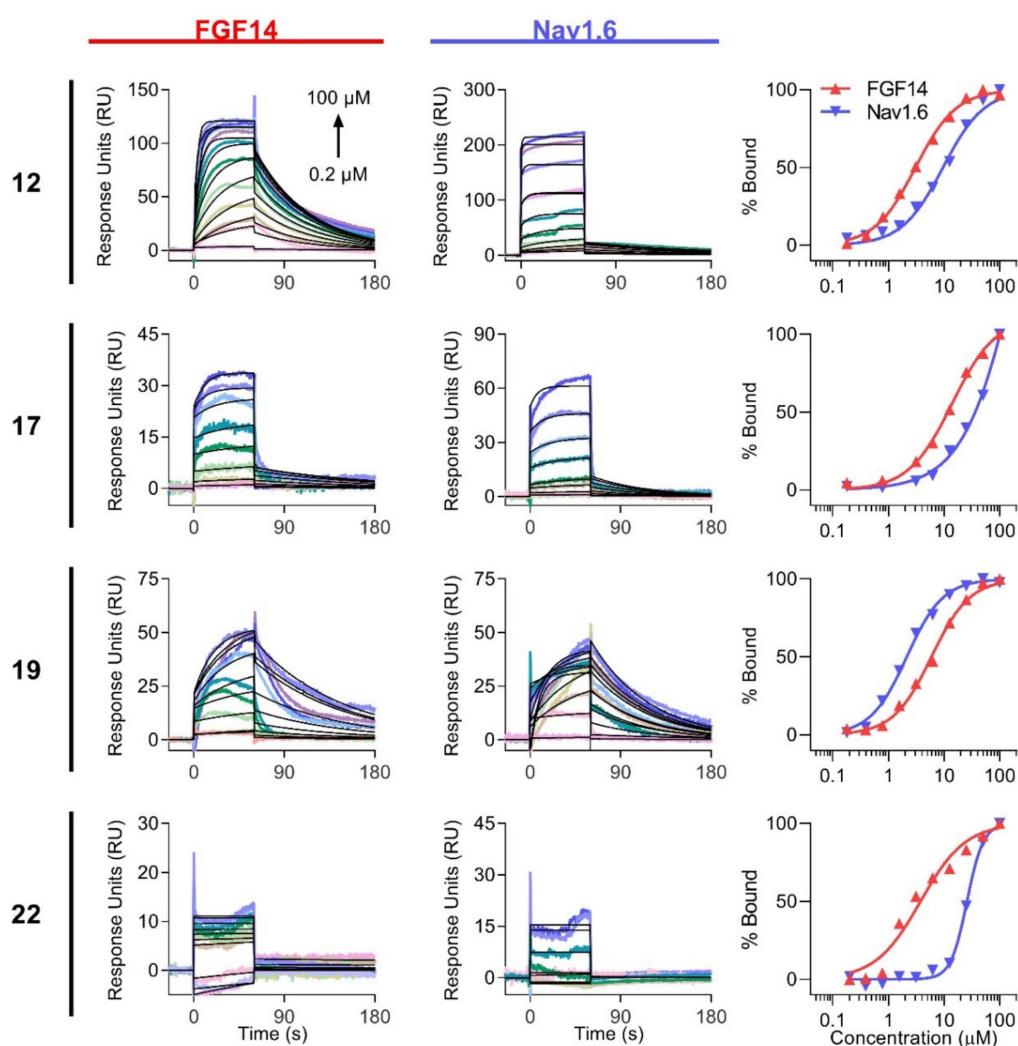 FGF14
Nav1.6
12
Response Units (RU)
150
100
50
0
100 µM
0.2 µM
0 90 180
Response Units (RU)
300
200
100
0
0 90 180
% Bound
100
50
0
FGF14
Nav1.6
0.1 1 10 100
17
Response Units (RU)
45
30
15
0
0 90 180
Response Units (RU)
90
60
30
0
0 90 180
% Bound
100
50
0
0.1 1 10 100
19
Response Units (RU)
75
50
25
0
0 90 180
Response Units (RU)
75
50
25
0
0 90 180
% Bound
100
50
0
0.1 1 10 100
22
Response Units (RU)
30
20
10
0
0 90 180
Time (s)
Response Units (RU)
45
30
15
0
0 90 180
Time (s)
% Bound
100
50
0
0.1 1 10 100
Concentration (µM)